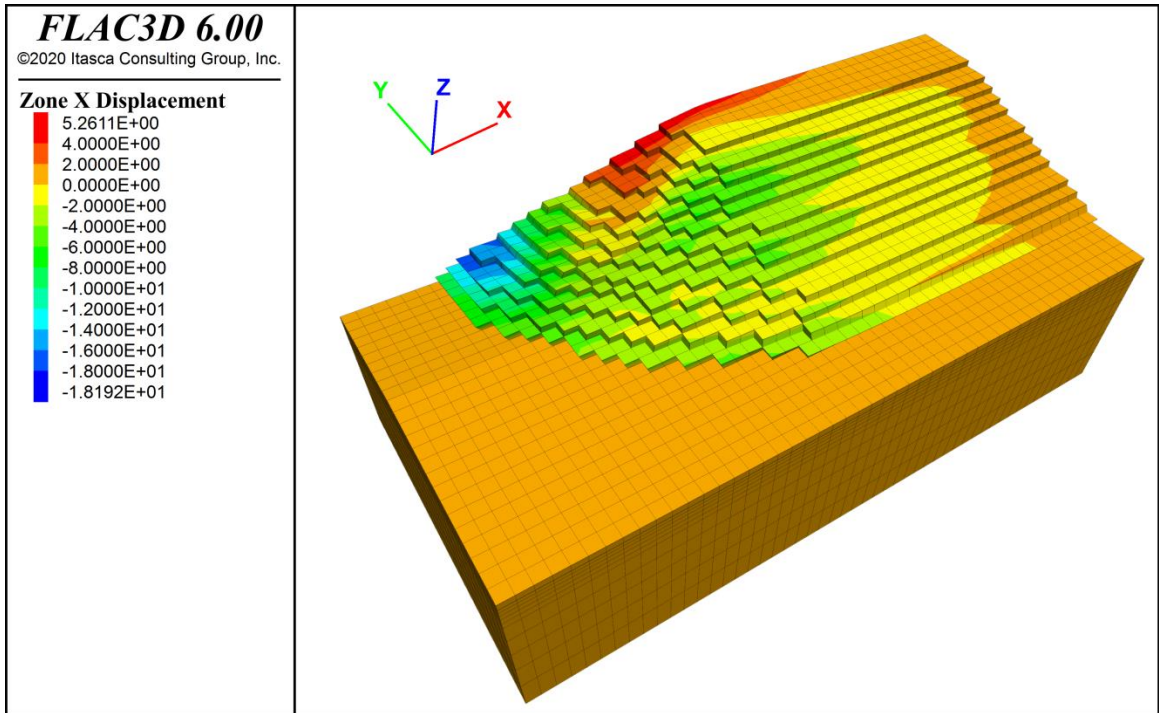 FLAC3D 6.00
©2020 Itasca Consulting Group, Inc.
Zone X Displacement
5.2611E+00
4.0000E+00
2.0000E+00
0.0000E+00
-2.0000E+00
-4.0000E+00
-6.0000E+00
-8.0000E+00
-1.0000E+01
-1.2000E+01
-1.4000E+01
-1.6000E+01
-1.8000E+01
-1.8192E+01
Y
Z
X